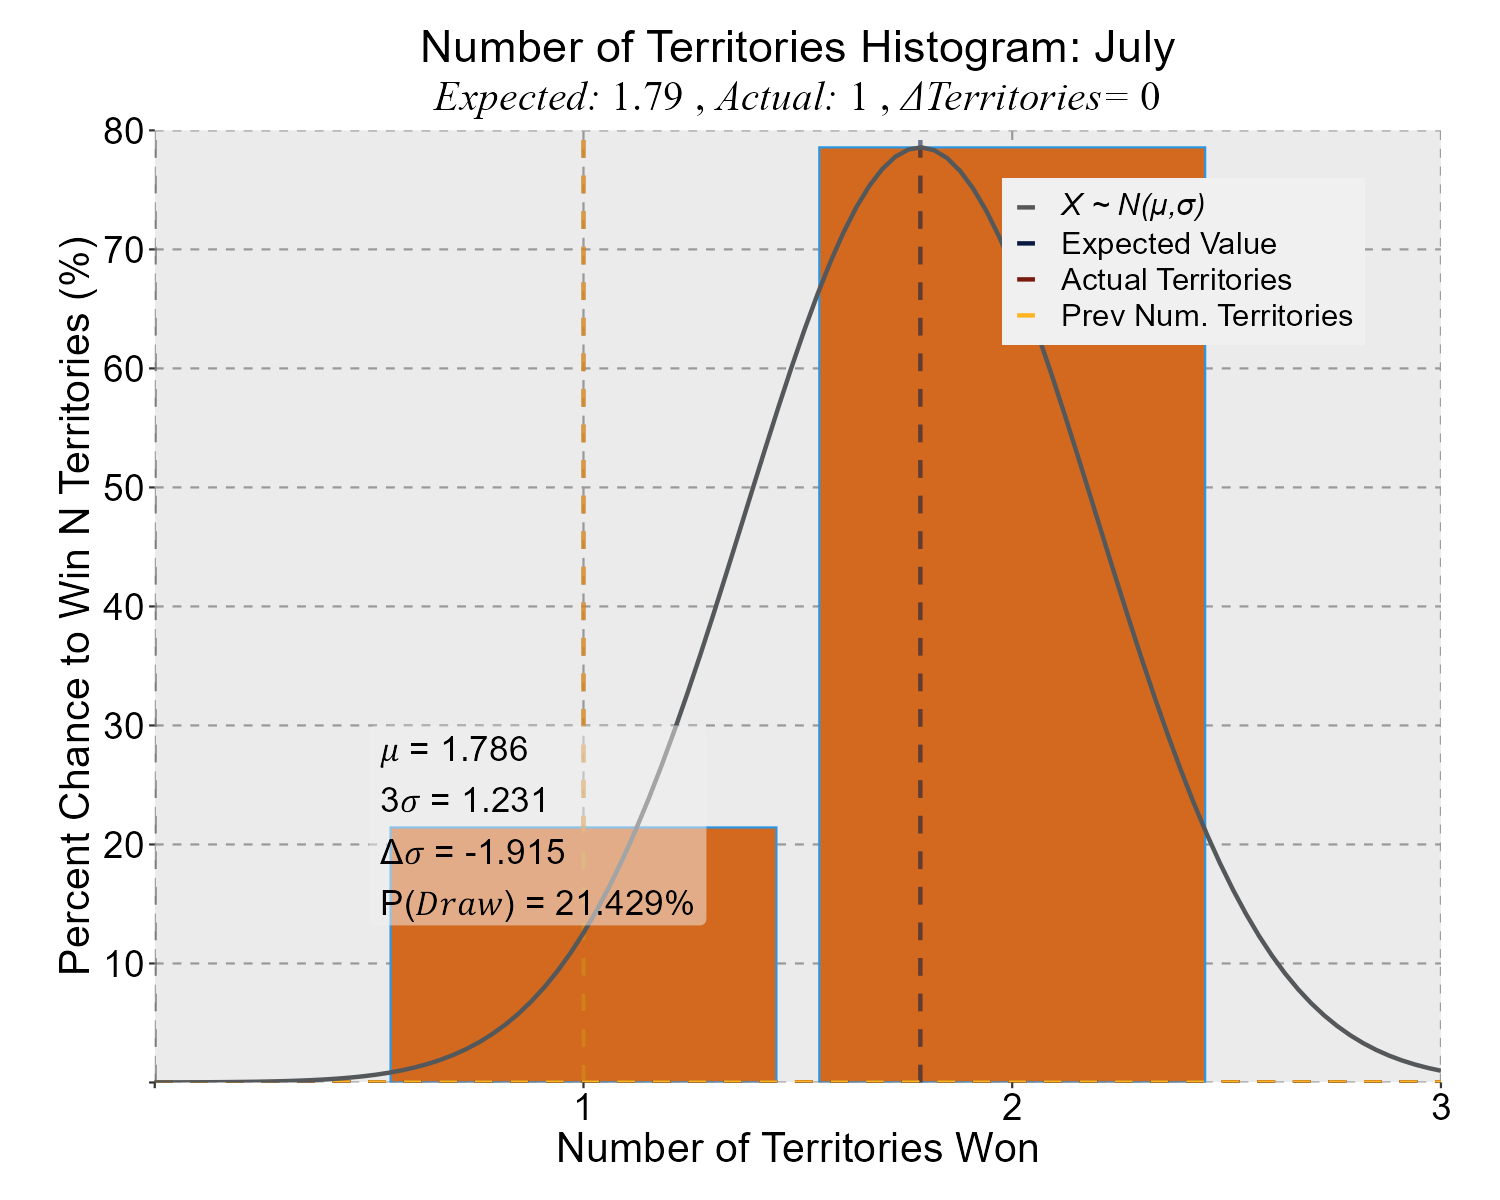 Number of Territories Histogram: July
Expected: 1.79 , Actual: 1 , ΔTerritories= 0
Percent Chance to Win N Territories (%)
80
70
60
50
40
30
20
10
X ~ N(μ,σ)
Expected Value
Actual Territories
Prev Num. Territories
μ = 1.786
3σ = 1.231
Δσ = -1.915
P(Draw) = 21.429%
1 2 3
Number of Territories Won